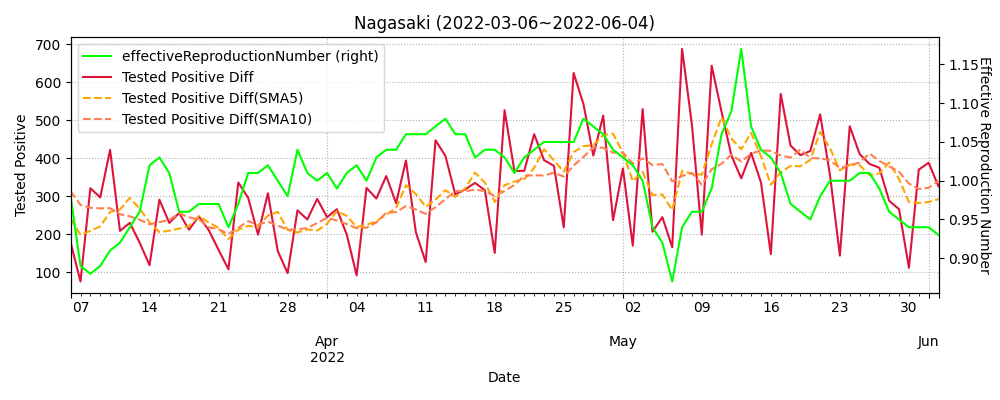 Nagasaki (2022-03-06~2022-06-04)
effectiveReproductionNumber (right)
Tested Positive Diff
Tested Positive Diff(SMA5)
Tested Positive Diff(SMA10)
Tested Positive
700
600
500
400
300
200
100
1.15
1.10
1.05
1.00
0.95
0.90
Effective Reproduction Number
07 14 21 28 04 11 18 25 02 09 16 23 30
Apr May Jun
2022
Date